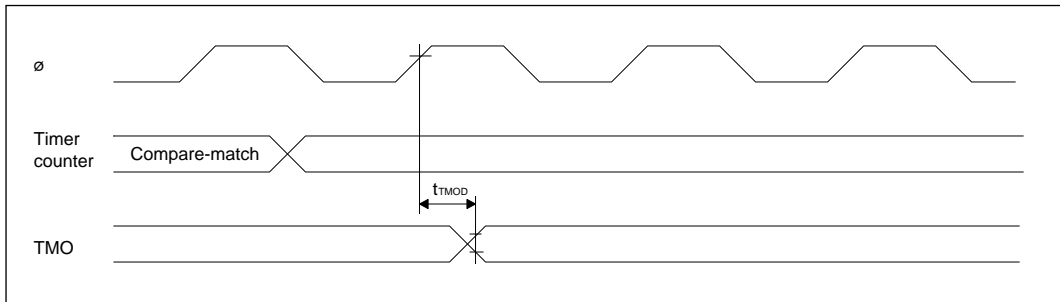 ø
Timer
counter
Compare-match
tTMOD
TMO